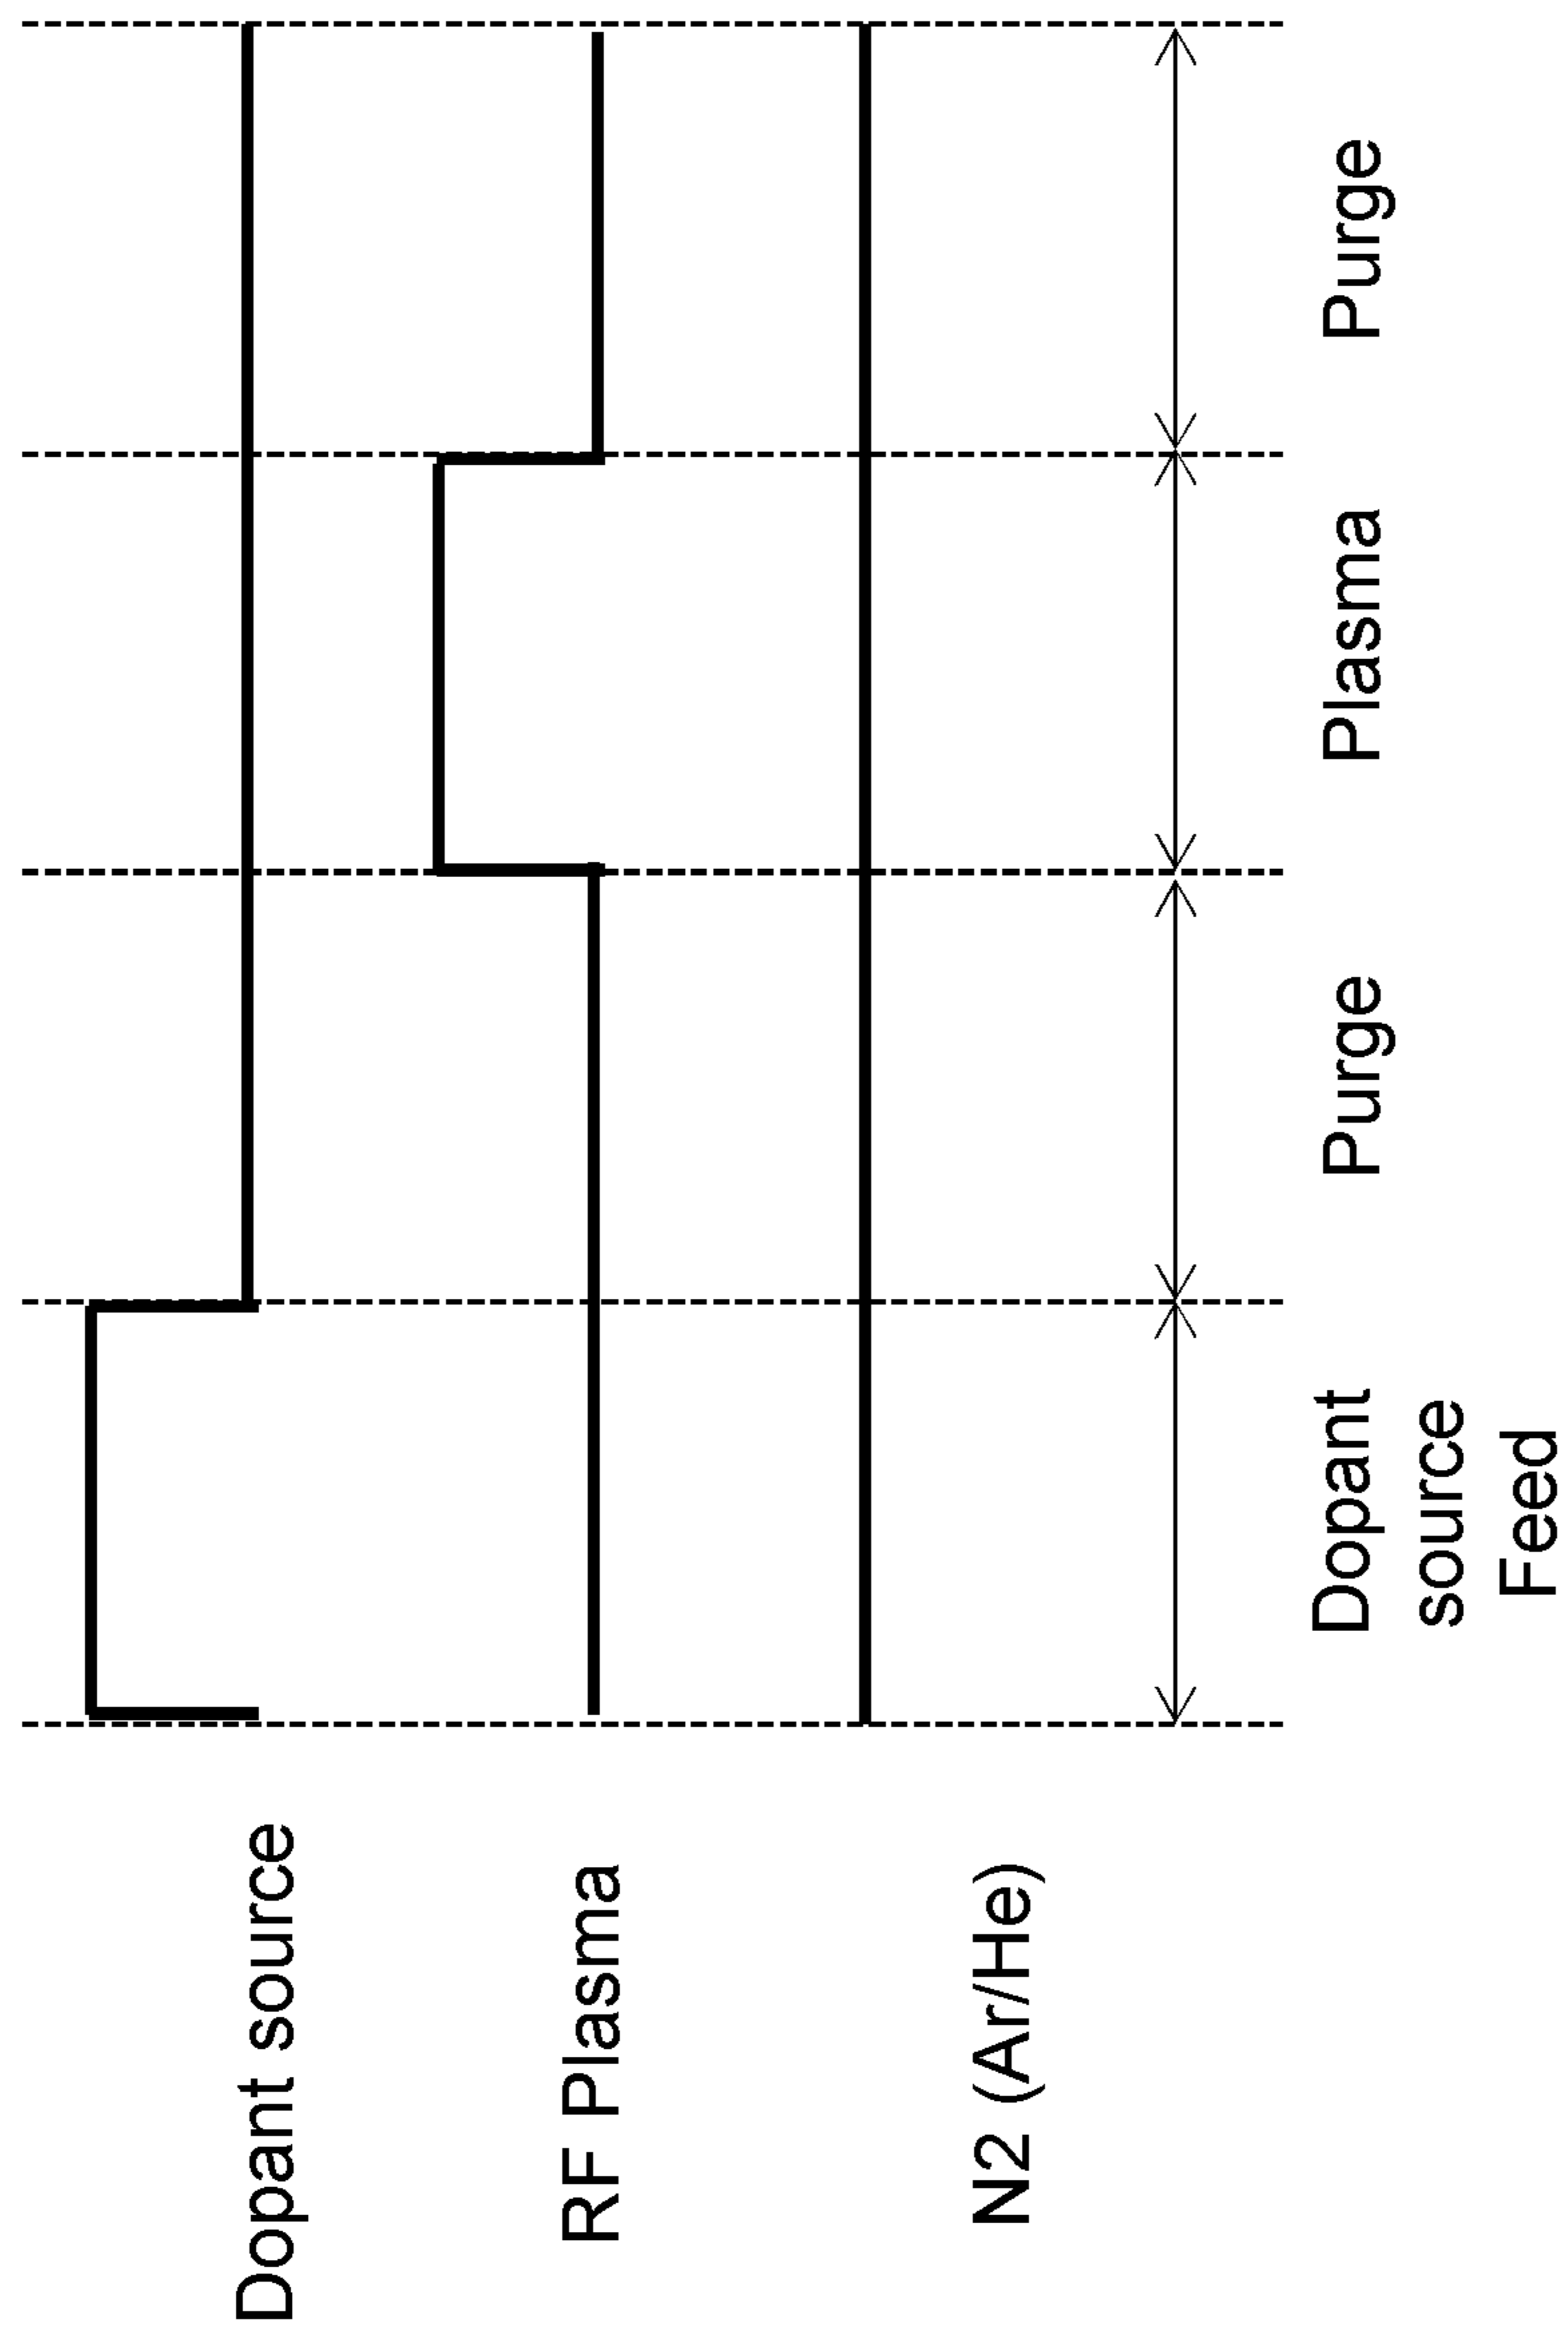 Dopant source
RF Plasma
N2 (Ar/He)
Dopant
source
Feed
Purge
Plasma
Purge